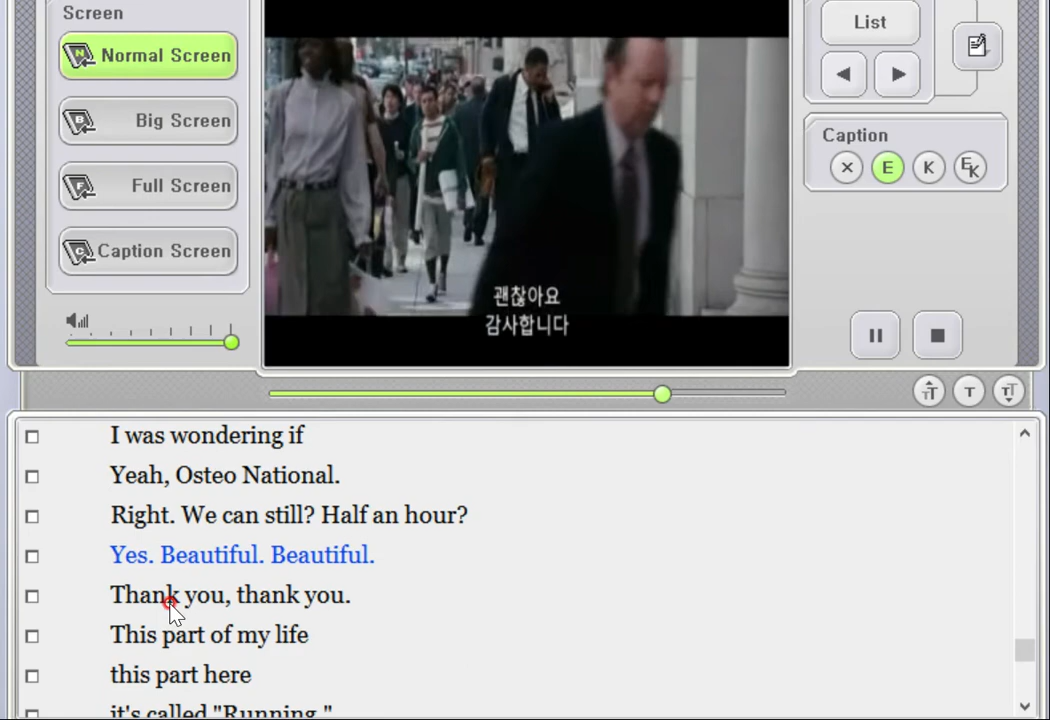 Screen
Normal Screen
Big Screen
Full Screen
Caption Screen
List
Caption
E
K
EK
괜찮아요
감사합니다
T
T
T
I was wondering if
Yeah, Osteo National.
Right. We can still? Half an hour?
Yes. Beautiful. Beautiful.
Thank you, thank you.
This part of my life
this part here
it's called "Running."